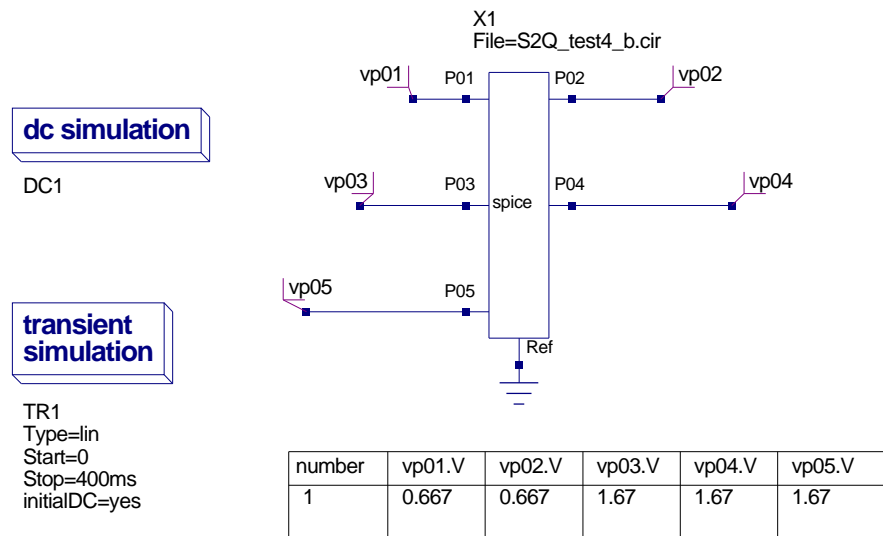 X1
File=S2Q_test4_b.cir
vp01 P01 P02 vp02
dc simulation
DC1
vp03 P03 P04 vp04
spice
vp05 P05
Ref
transient
simulation
TR1
Type=lin
Start=0
Stop=400ms
initialDC=yes
number vp01.V vp02.V vp03.V vp04.V vp05.V
1 0.667 0.667 1.67 1.67 1.67